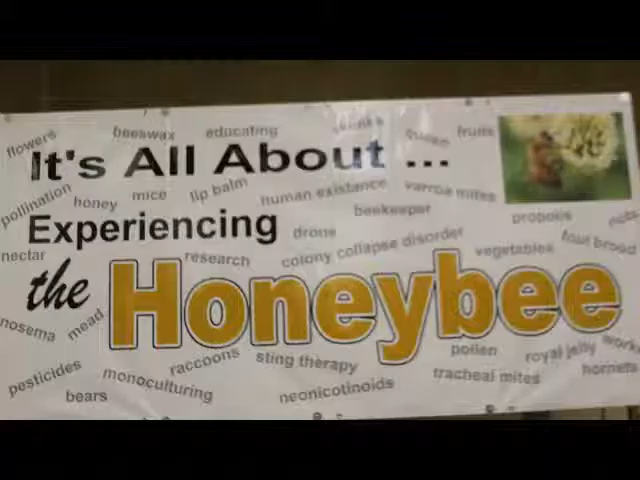 flowers beeswax educating queen fruits
It's All About ...
pollination honey mice lip balm human existance varroa mites
Experiencing drone beekeeper propolis
nectar research colony collapse disorder vegetables foul brood
the Honeybee
nosema mead
pesticides monoculturing raccoons sting therapy pollen royal jelly
bears neonicotinoids tracheal mites hornets